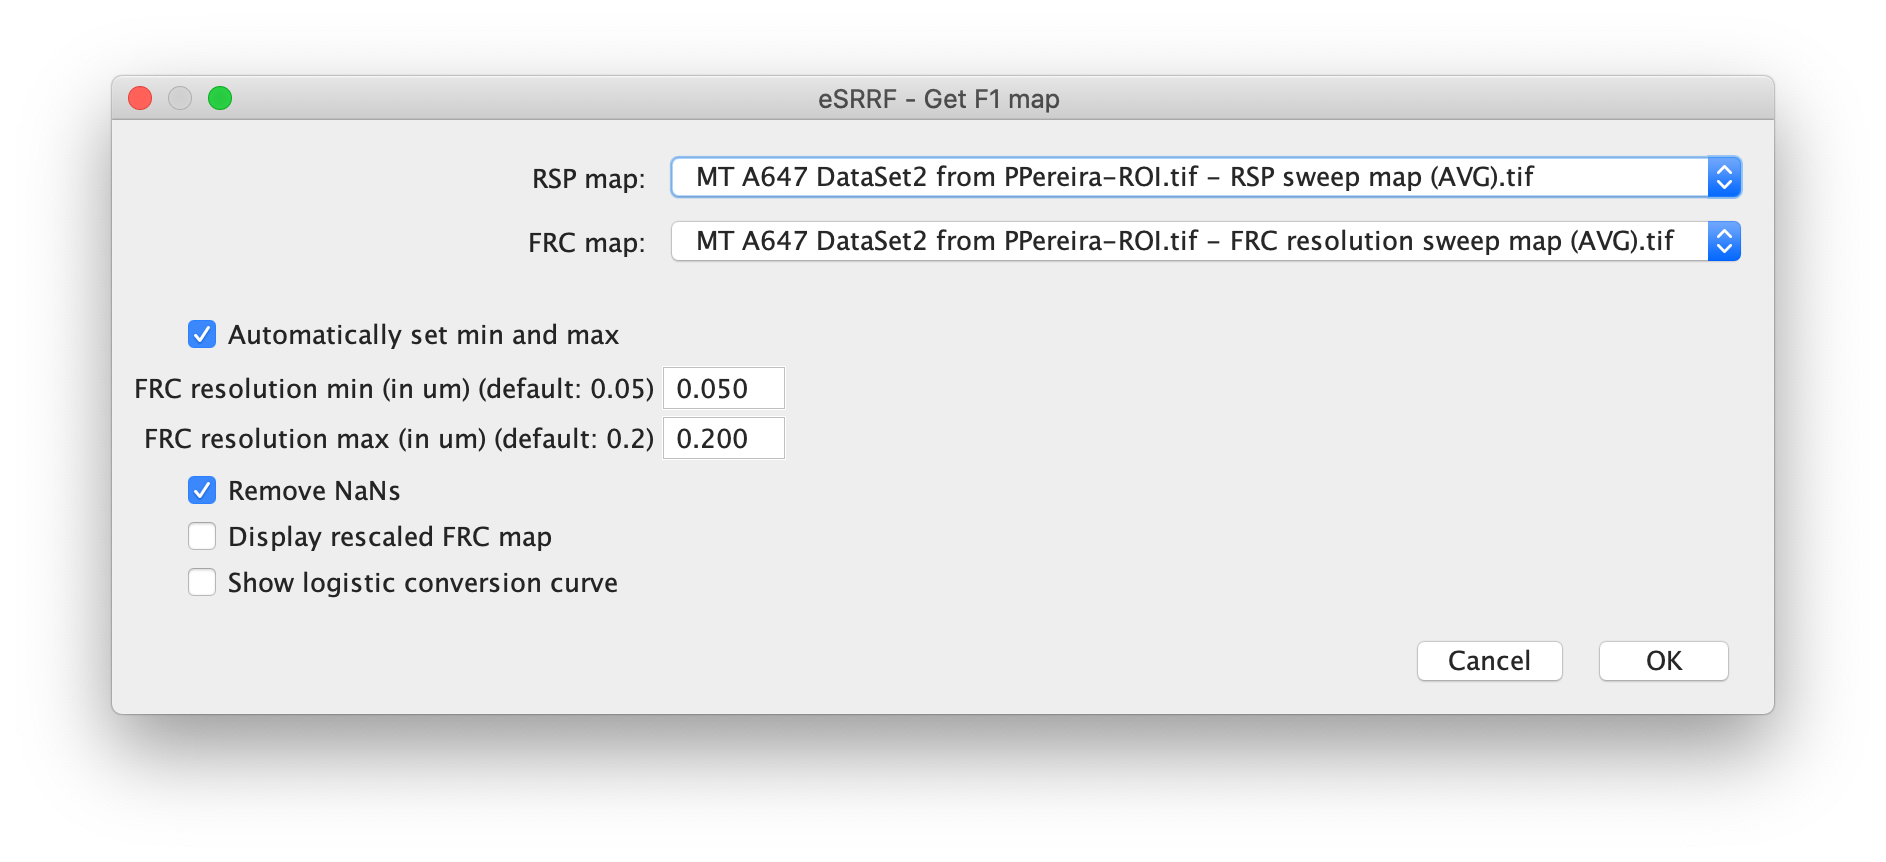 eSRRF - Get F1 map
RSP map: MT A647 DataSet2 from PPereira-ROI.tif - RSP sweep map (AVG).tif
FRC map: MT A647 DataSet2 from PPereira-ROI.tif - FRC resolution sweep map (AVG).tif
Automatically set min and max
FRC resolution min (in um) (default: 0.05) 0.050
FRC resolution max (in um) (default: 0.2) 0.200
Remove NaNs
Display rescaled FRC map
Show logistic conversion curve
Cancel OK